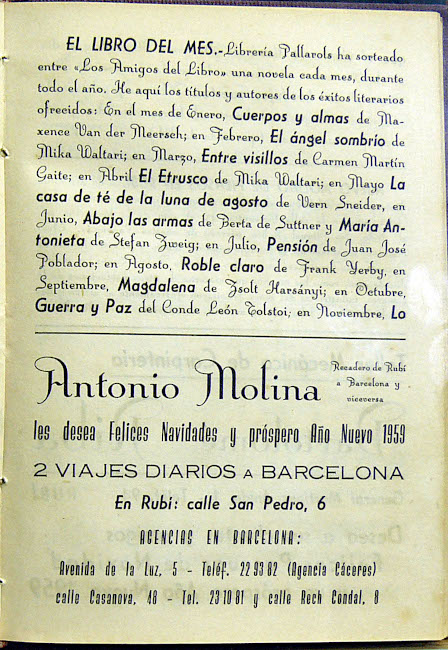 EL LIBRO DEL MES.-Librería Pallarols ha sorteado
entre «Los Amigos del Libro» una novela cada mes, durante
todo el año. He aquí los títulos y autores de los éxitos literarios
ofrecidos: En el mes de Enero, Cuerpos y almas de Ma-
xence Van der Meersch; en Febrero, El ángel sombrío de
Mika Waltari; en Marzo, Entre visillos de Carmen Martín
Gaite; en Abril El Etrusco de Mika Waltari; en Mayo La
casa de té de la luna de agosto de Vern Sneider, en
Junio, Abajo las armas de Berta de Suttner y María An-
tonieta de Stefan Zweig; en Julio, Pensión de Juan José
Poblador; en Agosto, Roble claro de Frank Yerby, en
Septiembre, Magdalena de Zsolt Harsányi; en Octubre,
Guerra y Paz del Conde León Tolstoi; en Noviembre, Lo
Antonio Molina
Recadero de Rubí
a Barcelona y
viceversa
les desea Felices Navidades y próspero Año Nuevo 1959
2 VIAJES DIARIOS A BARCELONA
En Rubí: calle San Pedro, 6
AGENCIAS EN BARCELONA:
Avenida de la Luz, 5 - Teléf. 22 93 82 (Agencia Cáceres)
calle Casanova, 48 - Tel. 23 10 81 y calle Rech Condal, 8